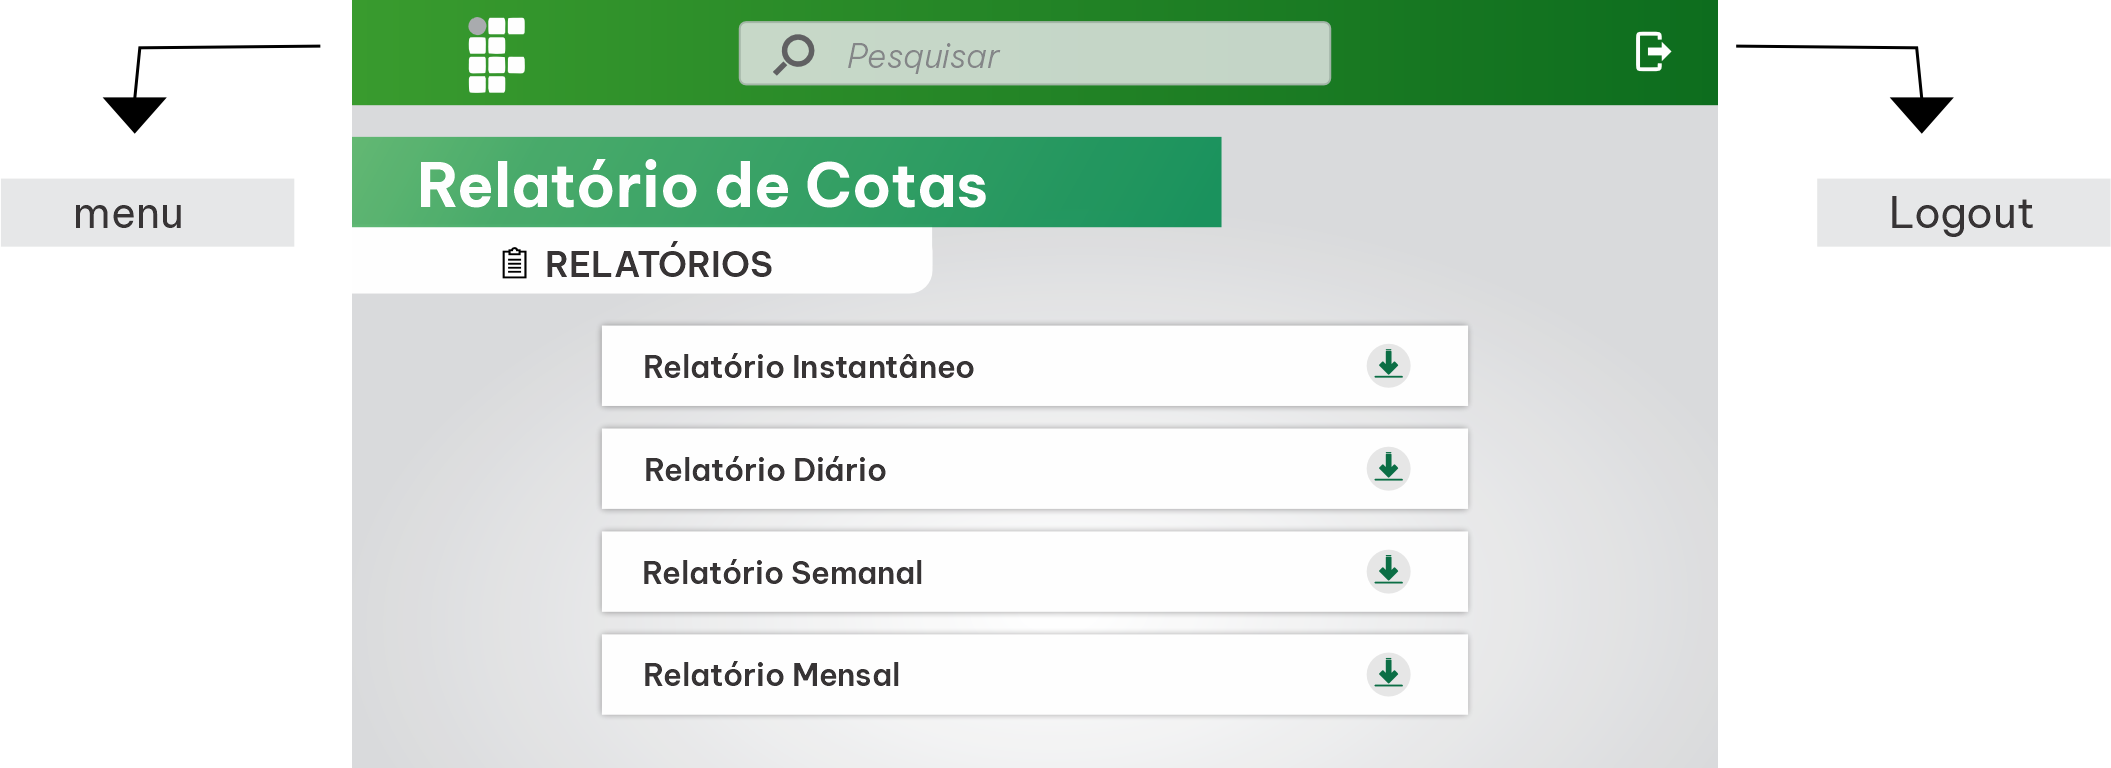 Pesquisar
menu
Relatório de Cotas
Logout
RELATÓRIOS
Relatório Instantâneo
Relatório Diário
Relatório Semanal
Relatório Mensal